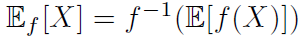 𝔼_f[X] = f^{-1}(𝔼[f(X)])